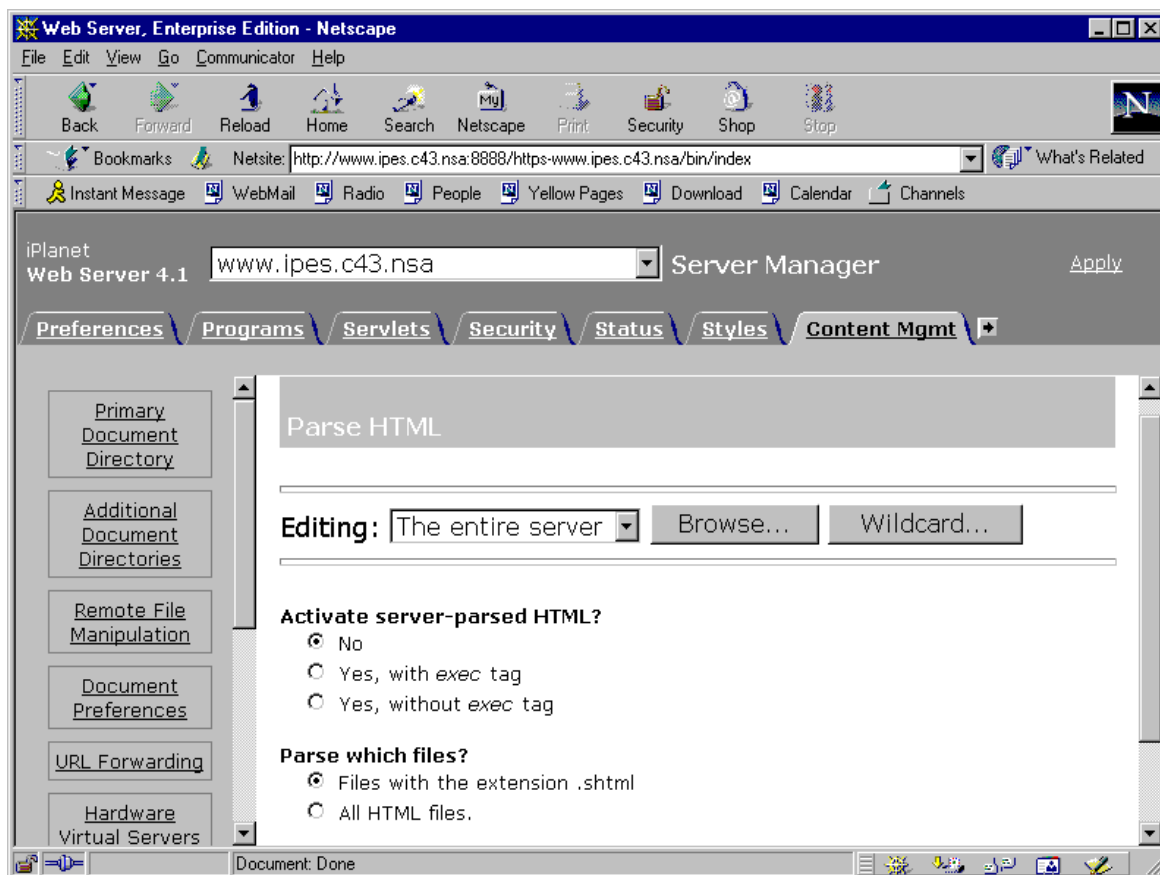 Web Server, Enterprise Edition - Netscape
File Edit View Go Communicator Help
Back Forward Reload Home Search My Netscape Print Security Shop Stop
N
Bookmarks Netsite: http://www.ipes.c43.nsa:8888/https-www.ipes.c43.nsa/bin/index What's Related
Instant Message WebMail Radio People Yellow Pages Download Calendar Channels
iPlanet
Web Server 4.1 www.ipes.c43.nsa Server Manager Apply
Preferences Programs Servlets Security Status Styles Content Mgmt
Primary
Document
Directory
Additional
Document
Directories
Remote File
Manipulation
Document
Preferences
URL Forwarding
Hardware
Virtual Servers
Parse HTML
Editing: The entire server Browse... Wildcard...
Activate server-parsed HTML?
No
Yes, with exec tag
Yes, without exec tag
Parse which files?
Files with the extension .shtml
All HTML files.
Document: Done